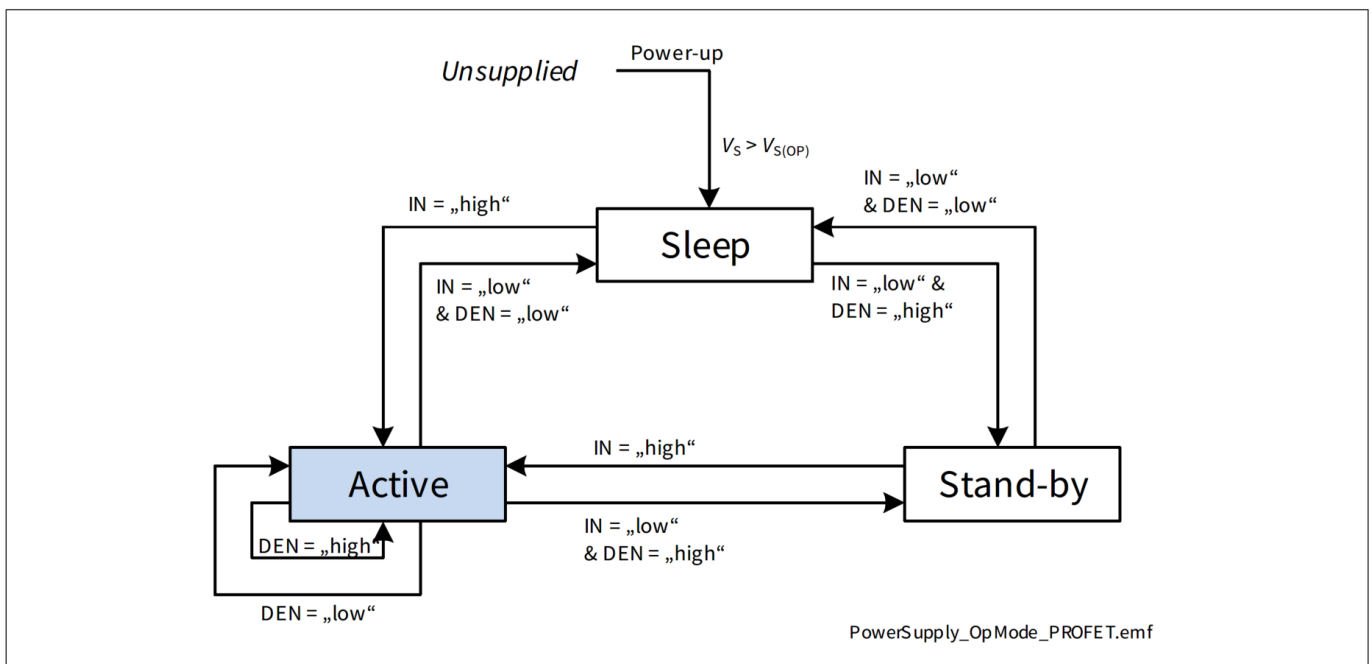 Power-up
Unsupplied
VS > VS(OP)
IN = „low“
& DEN = „low“
IN = „high“
Sleep
IN = „low“
& DEN = „low“
IN = „low“ &
DEN = „high“
IN = „high“
Active
Stand-by
IN = „low“
& DEN = „high“
DEN = „high“
DEN = „low“
PowerSupply_OpMode_PROFET.emf